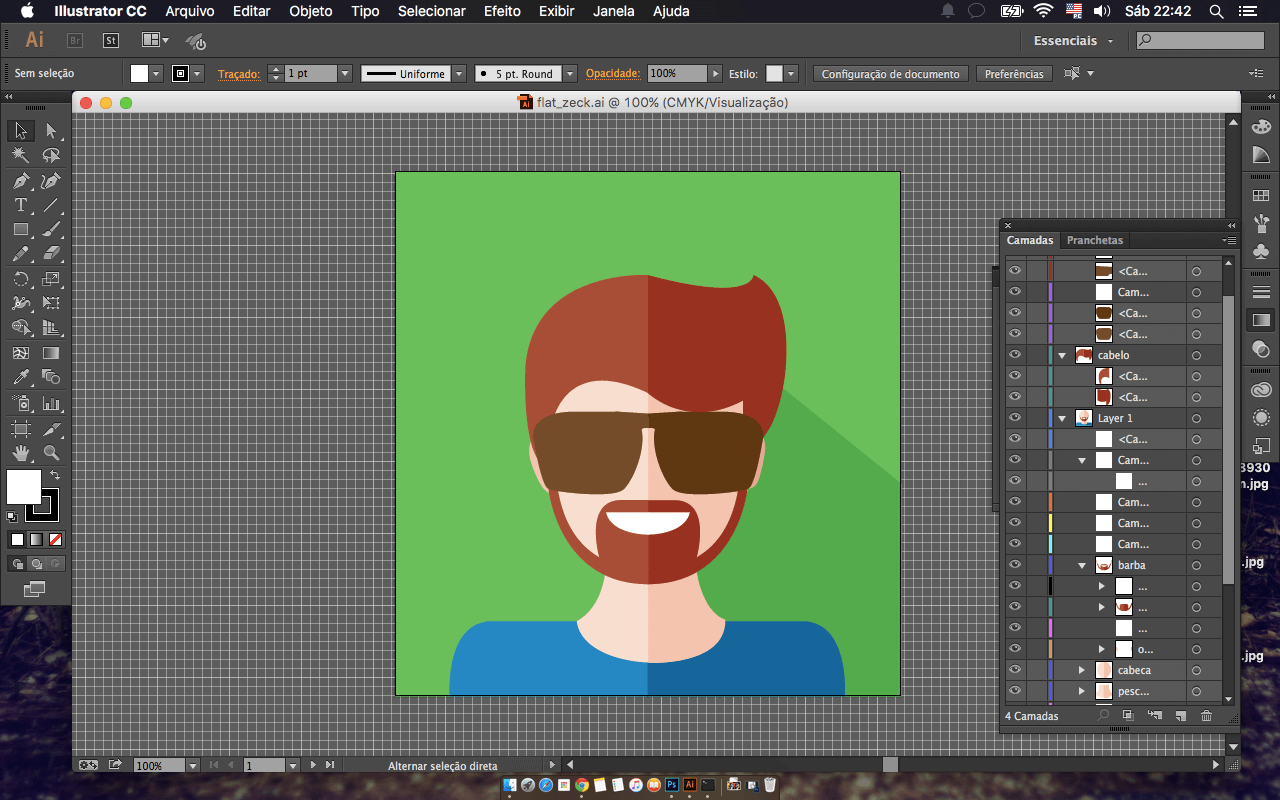 Illustrator CC Arquivo Editar Objeto Tipo Selecionar Efeito Exibir Janela Ajuda Sáb 22:42
Ai Br St Essenciais
Sem seleção Traçado: 1 pt Uniforme 5 pt. Round Opacidade: 100% Estilo: Configuração de documento Preferências
flat_zeck.ai @ 100% (CMYK/Visualização)
Camadas Pranchetas
<Ca...
Cam...
<Ca...
<Ca...
cabelo
<Ca...
<Ca...
Layer 1
<Ca...
Cam...
...
Cam...
Cam...
Cam...
barba
...
...
...
o...
cabeca
pesc...
4 Camadas
3930
n.jpg
.jpg
.jpg
100% 1 Alternar seleção direta
Ps Ai